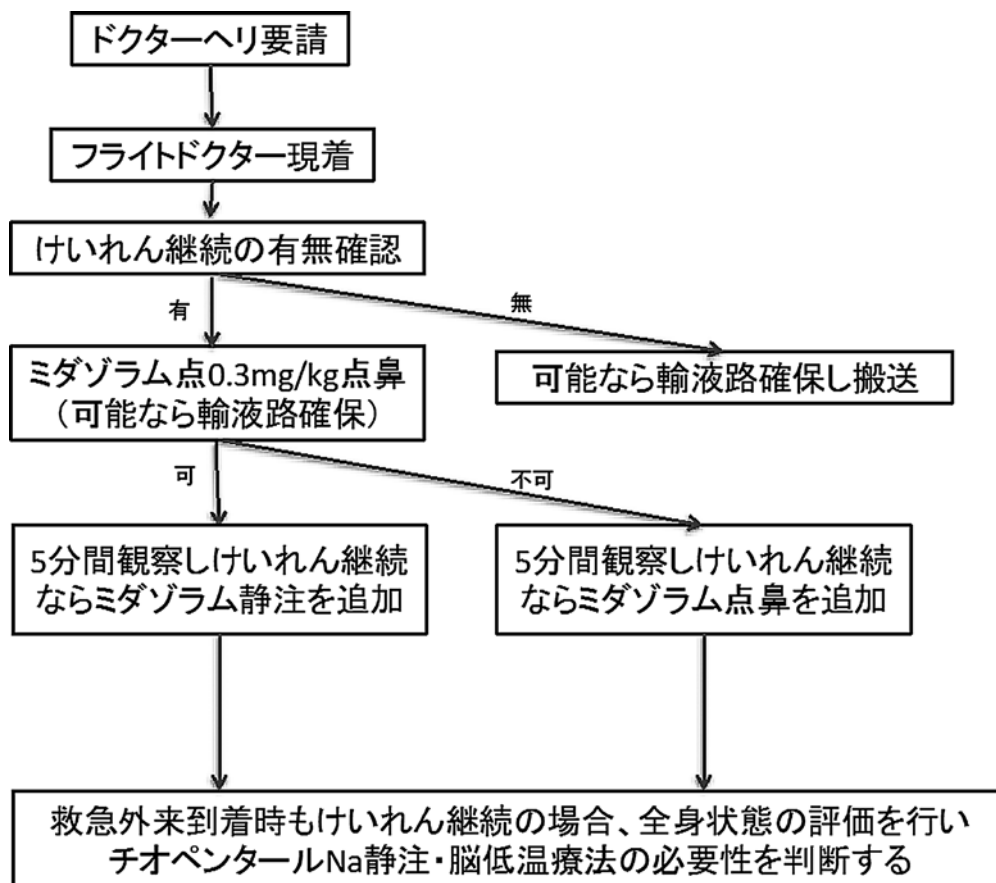 ドクターヘリ要請
フライトドクター現着
けいれん継続の有無確認
有
無
ミダゾラム点0.3mg/kg点鼻
（可能なら輸液路確保）
可能なら輸液路確保し搬送
可
不可
5分間観察しけいれん継続
ならミダゾラム静注を追加
5分間観察しけいれん継続
ならミダゾラム点鼻を追加
救急外来到着時もけいれん継続の場合、全身状態の評価を行い
チオペンタールNa静注・脳低温療法の必要性を判断する